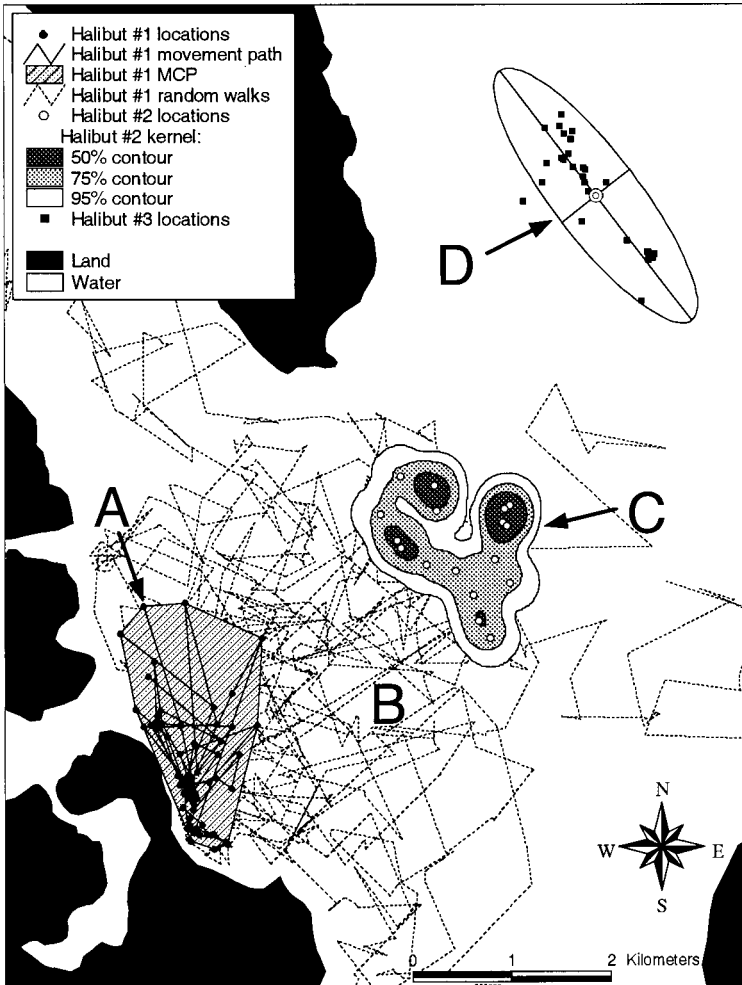 Halibut #1 locations
Halibut #1 movement path
Halibut #1 MCP
Halibut #1 random walks
Halibut #2 locations
Halibut #2 kernel:
50% contour
75% contour
95% contour
Halibut #3 locations
Land
Water
D
A
C
B
N
W E
S
0 1 2 Kilometers